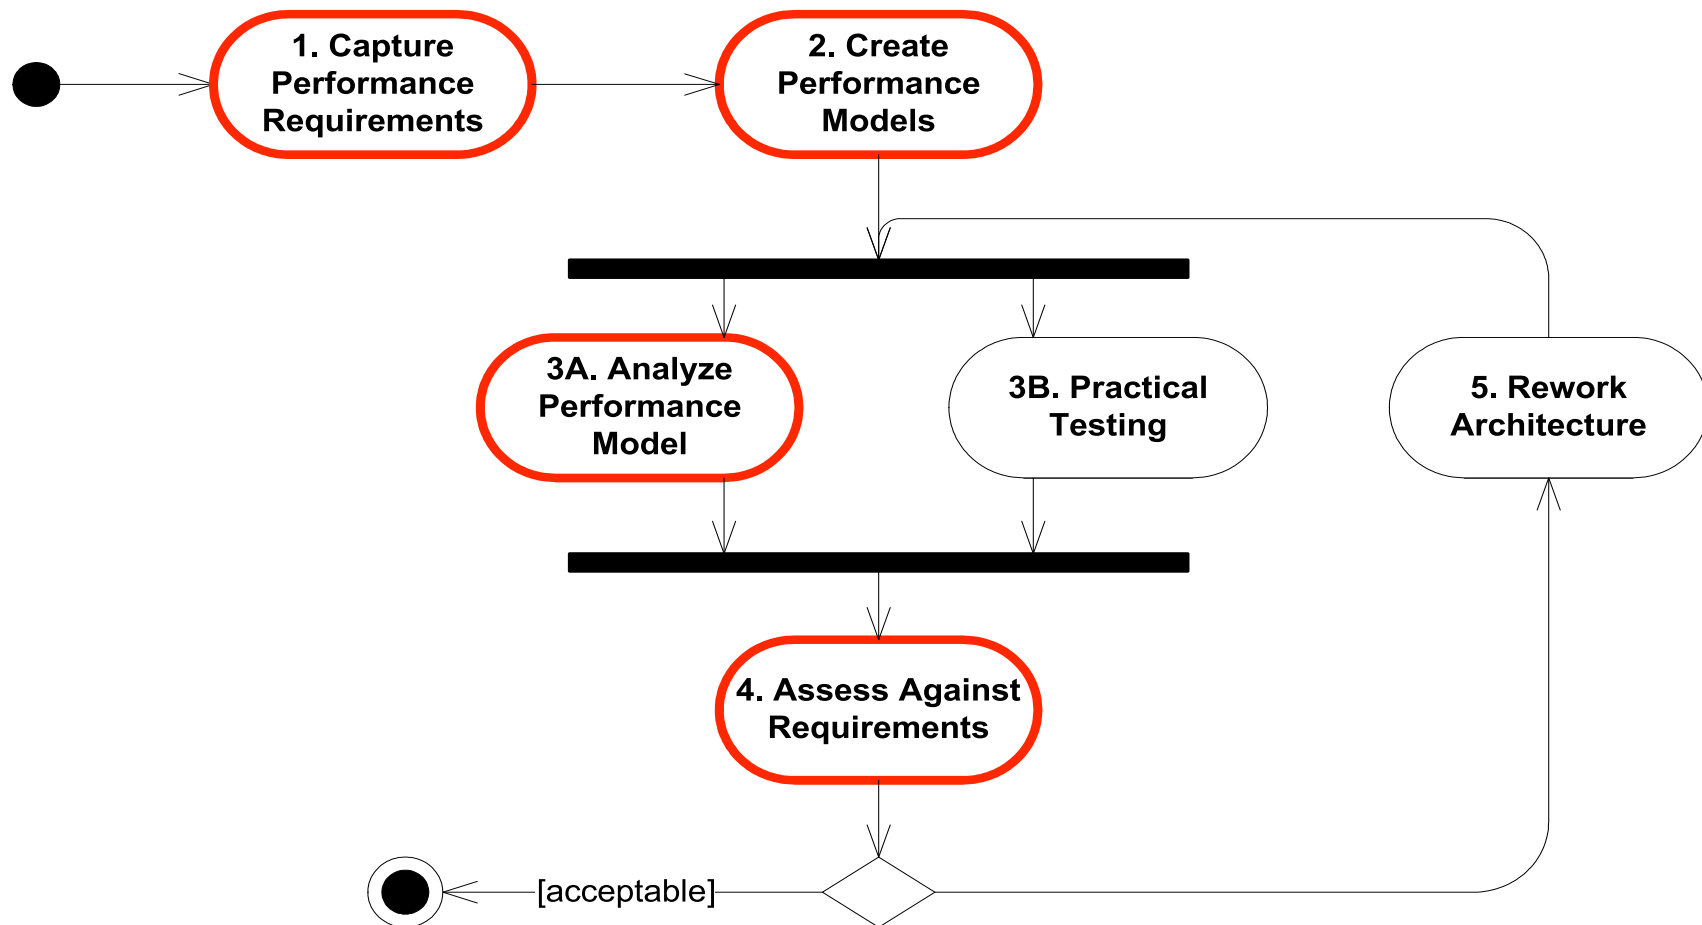 1. Capture
Performance
Requirements
2. Create
Performance
Models
3A. Analyze
Performance
Model
3B. Practical
Testing
5. Rework
Architecture
4. Assess Against
Requirements
[acceptable]